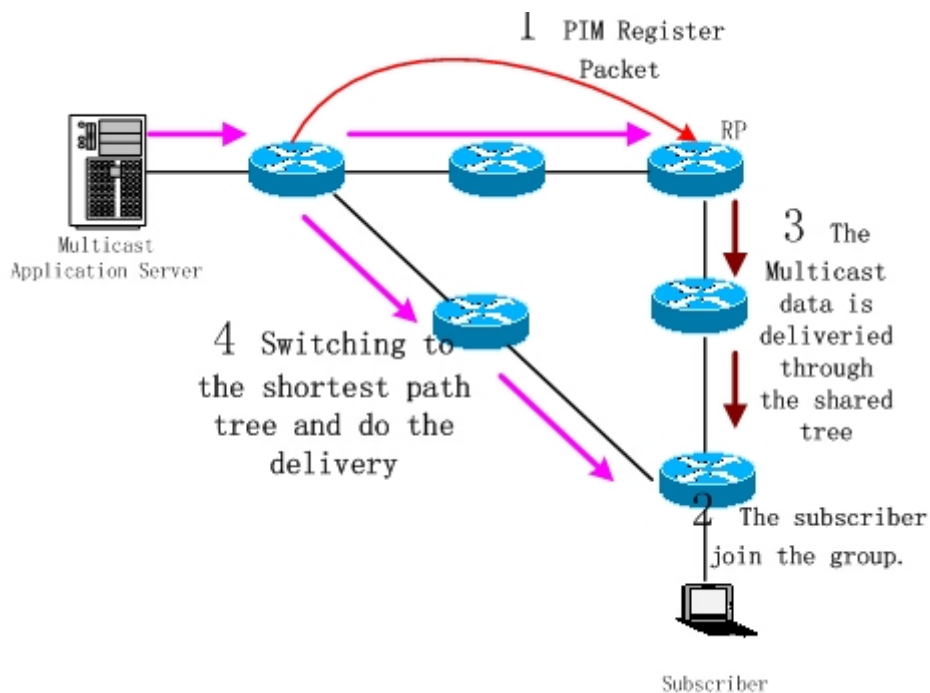 1 PIM Register
Packet
RP
Multicast
Application Server
3 The
Multicast
data is
deliveried
through
the shared
tree
4 Switching to
the shortest path
tree and do the
delivery
2 The subscriber
join the group.
Subscriber